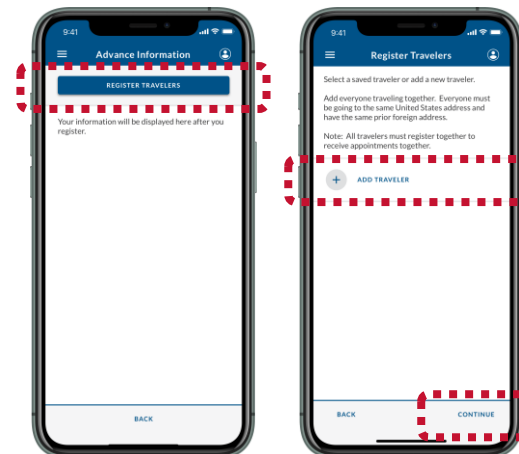 9:41
Advance Information
REGISTER TRAVELERS
Your information will be displayed here after you
register.
BACK
9:41
Register Travelers
Select a saved traveler or add a new traveler.
Add everyone traveling together. Everyone must
be going to the same United States address and
have the same prior foreign address.
Note: All travelers must register together to
receive appointments together.
+ ADD TRAVELER
BACK CONTINUE